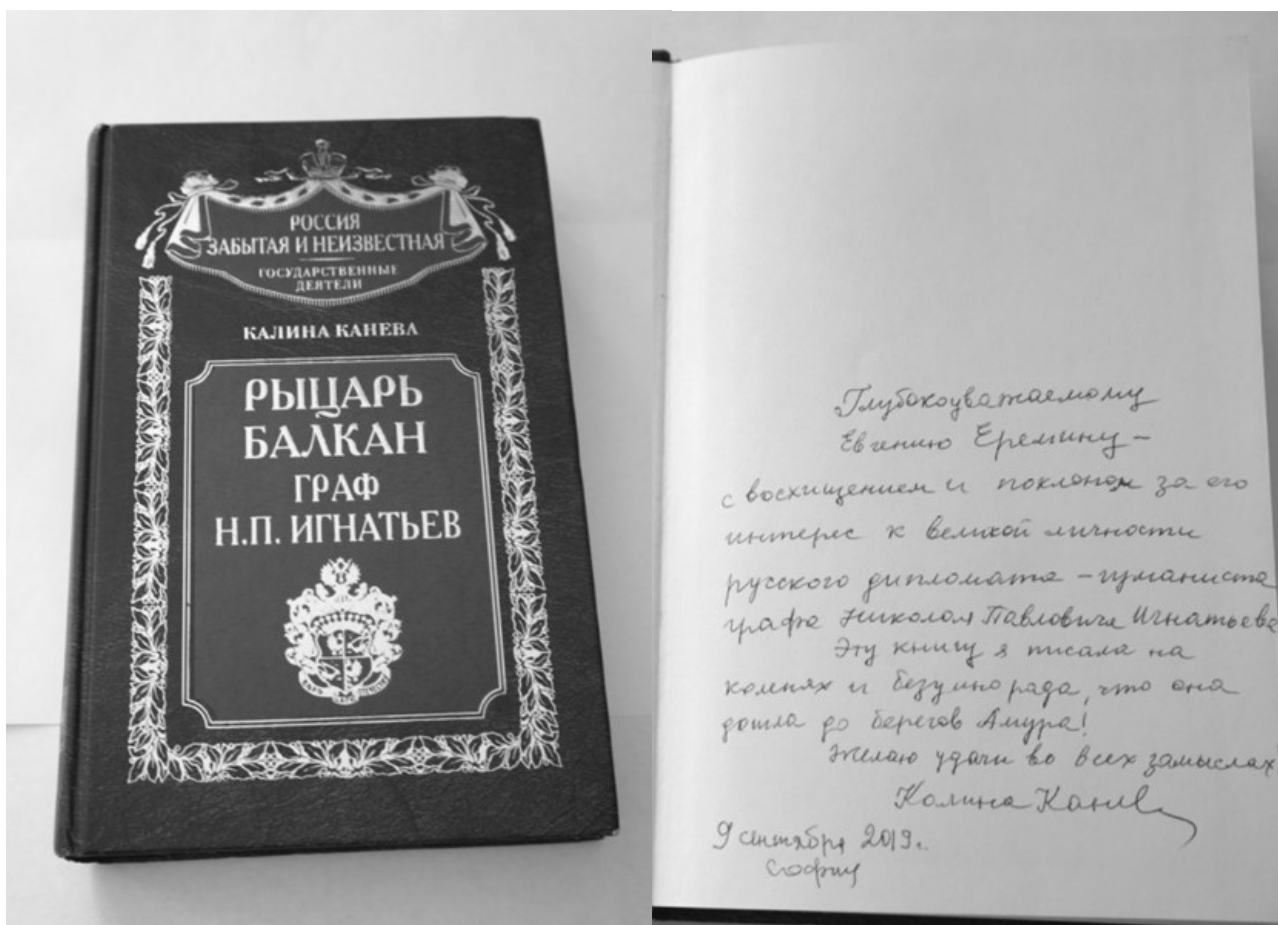 РОССИЯ
ЗАБЫТАЯ И НЕИЗВЕСТНАЯ
ГОСУДАРСТВЕННЫЕ
ДЕЯТЕЛИ
КАЛИНА КАНЕВА
РЫЦАРЬ
БАЛКАН
ГРАФ
Н.П. ИГНАТЬЕВ
Глубокоуважаемому
Евгению Еремину –
с восхищением и поклоном за его
интерес к великой личности
русского дипломата – гуманиста
графа Николая Павловича Игнатьева
Эту книгу я писала на
коленях и безумно рада, что она
дошла до берегов Амура!
Желаю удачи во всех замыслах
Калина Канева
9 сентября 2019г.
София